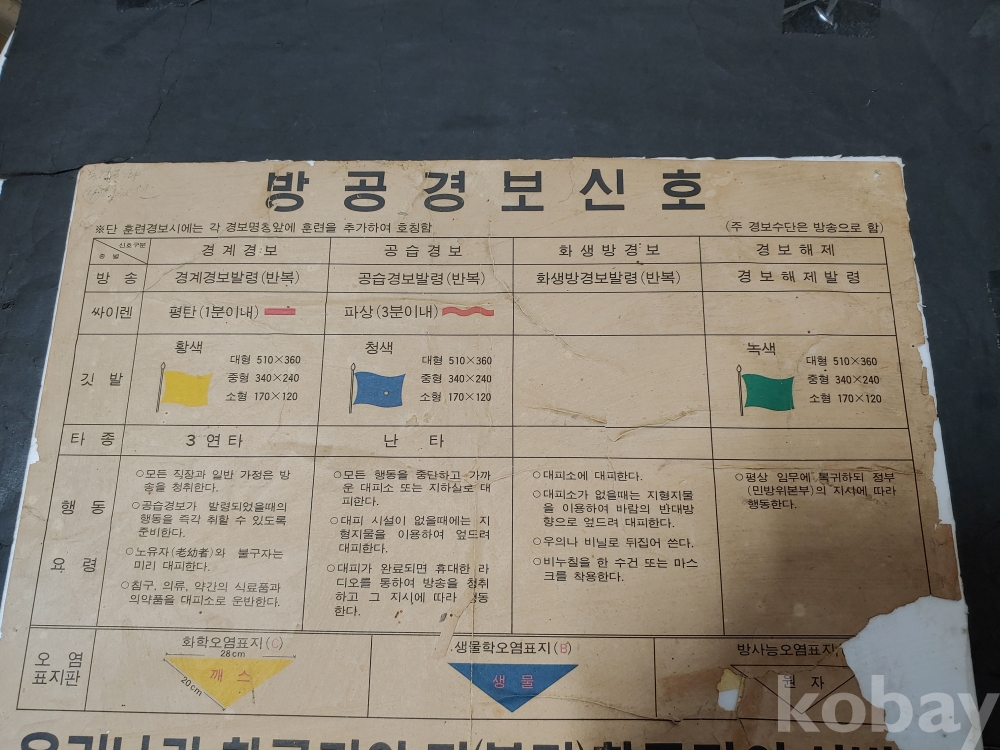 방공경보신호
※단 훈련경보시에는 각 경보명칭앞에 훈련을 추가하여 호칭함 (주 경보수단은 방송으로 함)
신호구분 종별 경계경보 공습경보 화생방경보 경보해제
방송 경계경보발령(반복) 공습경보발령(반복) 화생방경보발령(반복) 경보해제발령
싸이렌 평탄(1분이내) 파상(3분이내)
깃발
황색
대형 510×360
중형 340×240
소형 170×120
청색
대형 510×360
중형 340×240
소형 170×120
녹색
대형 510×360
중형 340×240
소형 170×120
타종 3연타 난타
행동
요령
○모든 직장과 일반 가정은 방
송을 청취한다.
○공습경보가 발령되었을때의
행동을 즉각 취할 수 있도록
준비한다.
○노유자(老幼者)와 불구자는
미리 대피한다.
○침구, 의류, 약간의 식료품과
의약품을 대피소로 운반한다.
○모든 행동을 중단하고 가까
운 대피소 또는 지하실로 대
피한다.
○대피 시설이 없을때에는 지
형지물을 이용하여 엎드려
대피한다.
○대피가 완료되면 휴대한 라
디오를 통하여 방송을 청취
하고 그 지시에 따라 행동
한다.
○대피소에 대피한다.
○대피소가 없을때는 지형지물
을 이용하여 바람의 반대방
향으로 엎드려 대피한다.
○우의나 비닐로 뒤집어 쓴다.
○비누칠을 한 수건 또는 마스
크를 착용한다.
○평상 임무에 복귀하되 정부
(민방위본부)의 지시에 따라
행동한다.
오염
표지판
화학오염표지(C)
28cm
20cm
깨스
생물학오염표지(B)
생물
방사능오염표지
원자
kobay